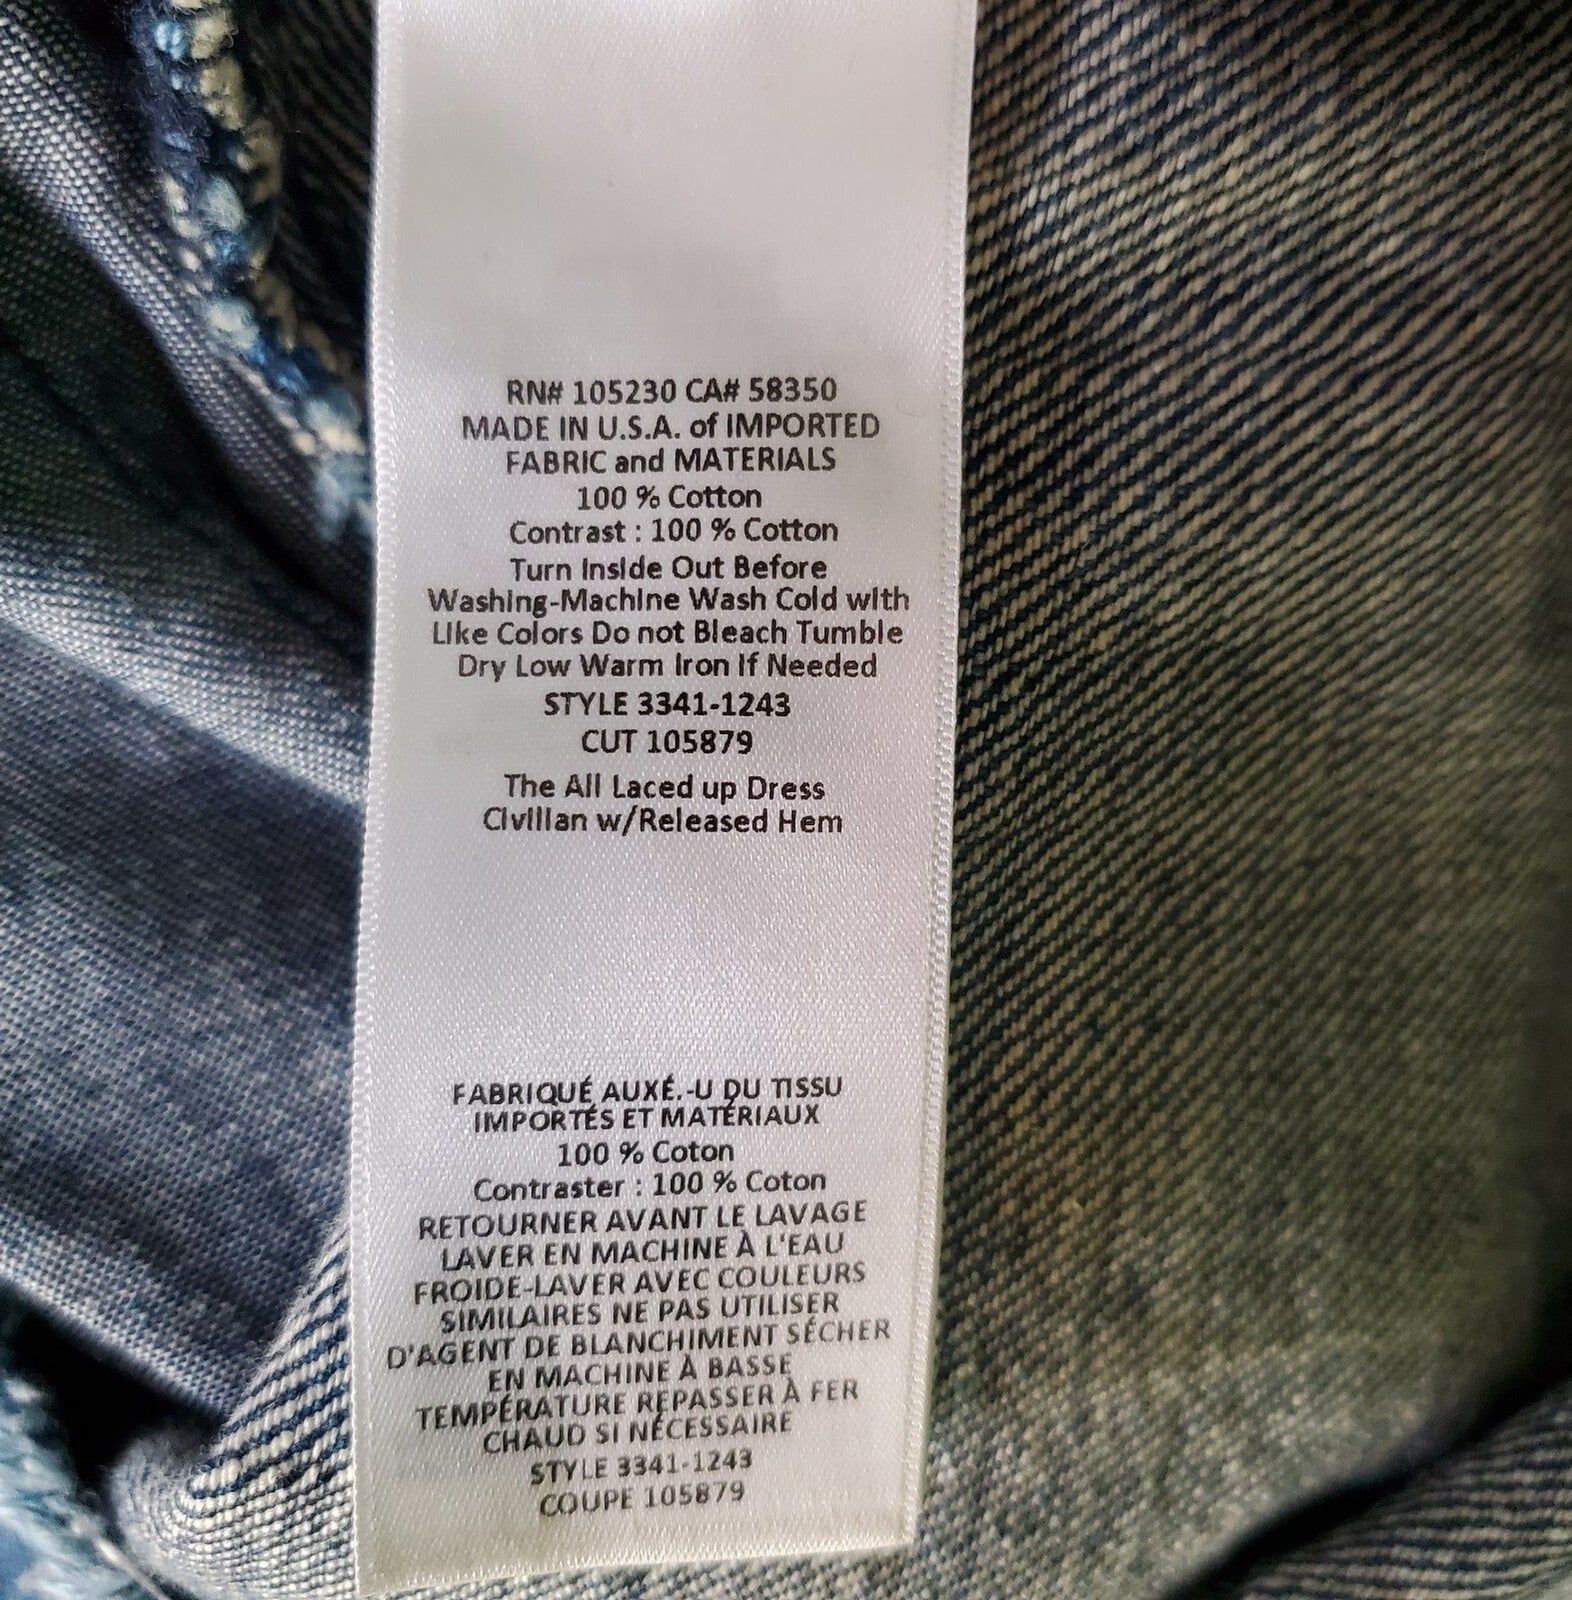 RN# 105230 CA# 58350
MADE IN U.S.A. of IMPORTED
FABRIC and MATERIALS
100 % Cotton
Contrast : 100 % Cotton
Turn Inside Out Before
Washing-Machine Wash Cold with
Like Colors Do not Bleach Tumble
Dry Low Warm Iron If Needed
STYLE 3341-1243
CUT 105879
The All Laced up Dress
Civilian w/Released Hem
FABRIQUÉ AUXÉ.-U DU TISSU
IMPORTÉS ET MATÉRIAUX
100 % Coton
Contraster : 100 % Coton
RETOURNER AVANT LE LAVAGE
LAVER EN MACHINE À L'EAU
FROIDE-LAVER AVEC COULEURS
SIMILAIRES NE PAS UTILISER
D'AGENT DE BLANCHIMENT SÉCHER
EN MACHINE À BASSE
TEMPÉRATURE REPASSER À FER
CHAUD SI NÉCESSAIRE
STYLE 3341-1243
COUPE 105879